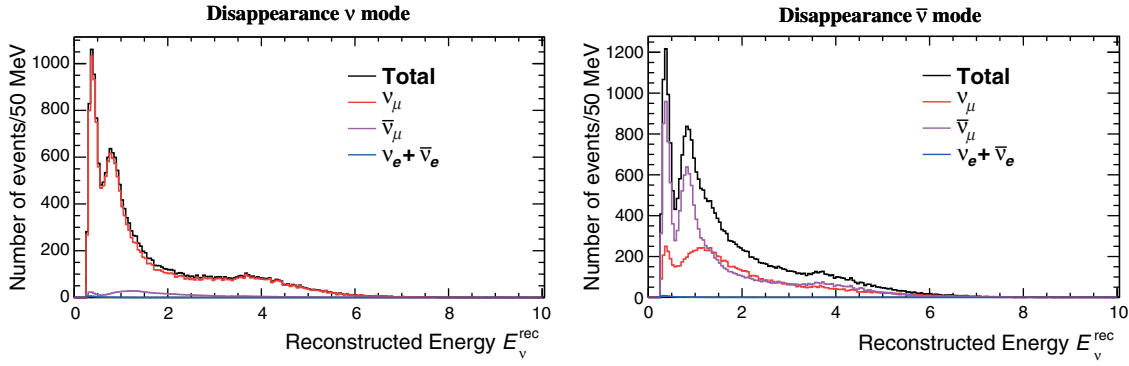 Disappearance ν mode
Number of events/50 MeV
1000
800
600
400
200
0
0 2 4 6 8 10
Total
ν_μ
ν̅_μ
ν_e + ν̅_e
Reconstructed Energy E_ν^rec
Disappearance ν̅ mode
Number of events/50 MeV
1200
1000
800
600
400
200
0
0 2 4 6 8 10
Total
ν_μ
ν̅_μ
ν_e + ν̅_e
Reconstructed Energy E_ν^rec